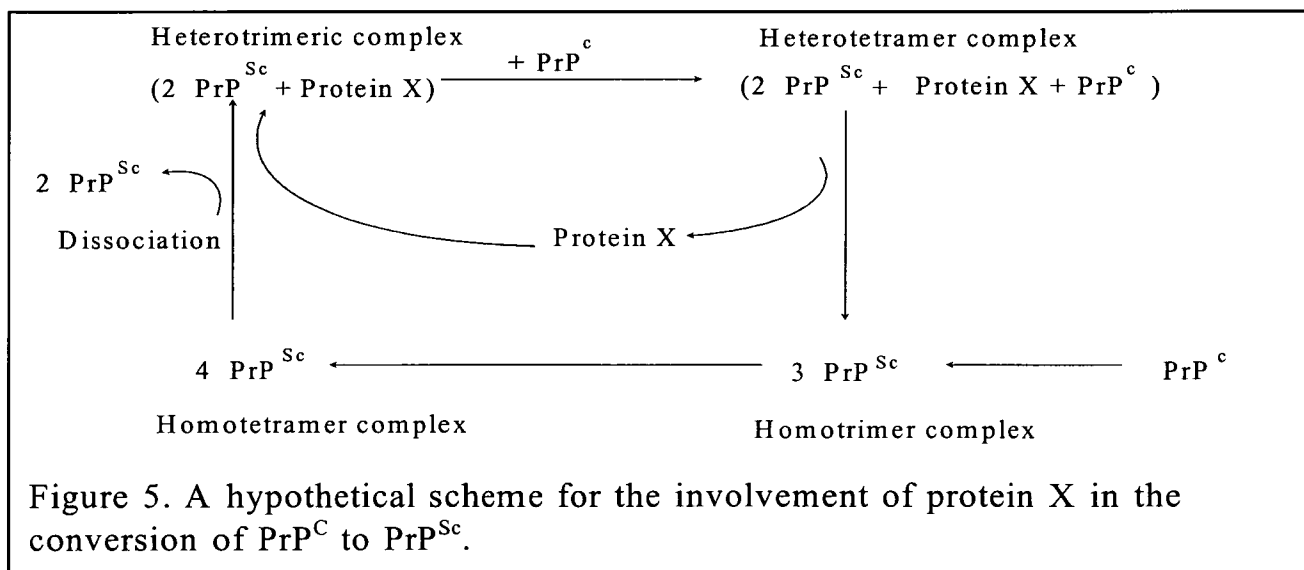 Heterotrimeric complex
(2 PrP^Sc + Protein X)
+ PrP^c
Heterotetramer complex
(2 PrP^Sc + Protein X + PrP^c )
2 PrP^Sc
Dissociation
Protein X
4 PrP^Sc
3 PrP^Sc
PrP^c
Homotetramer complex
Homotrimer complex
Figure 5. A hypothetical scheme for the involvement of protein X in the
conversion of PrP^C to PrP^Sc.